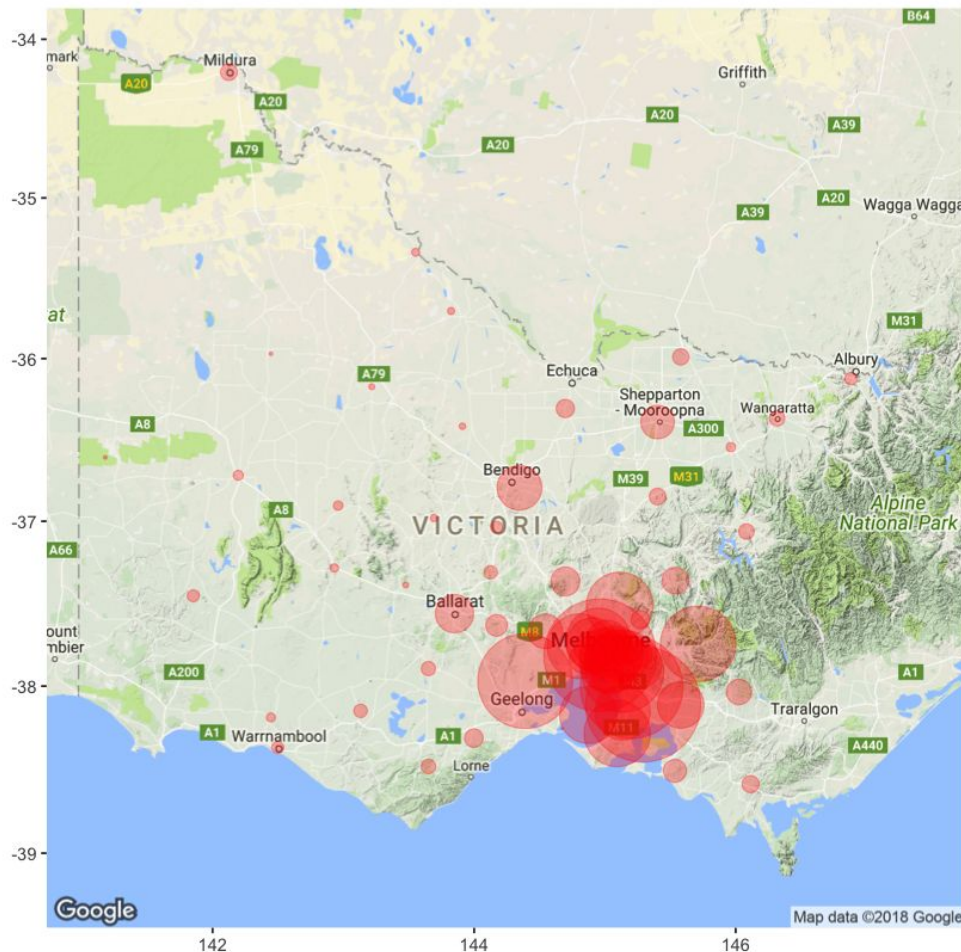 -34
-35
-36
-37
-38
-39
142
144
146
B64
mark
Mildura
Griffith
A20
A20
A20
A39
A20
A79
A39
A20
Wagga Wagga
at
M31
A79
Echuca
Albury
Shepparton
- Mooroopna
Wangaratta
A8
A300
Bendigo
M39
M31
A8
Alpine
National Park
VICTORIA
A66
Ballarat
M8
ount
mbier
A200
M1
A1
Geelong
Traralgon
M11
A1
Warrnambool
A1
A440
Lorne
Google
Map data ©2018 Google